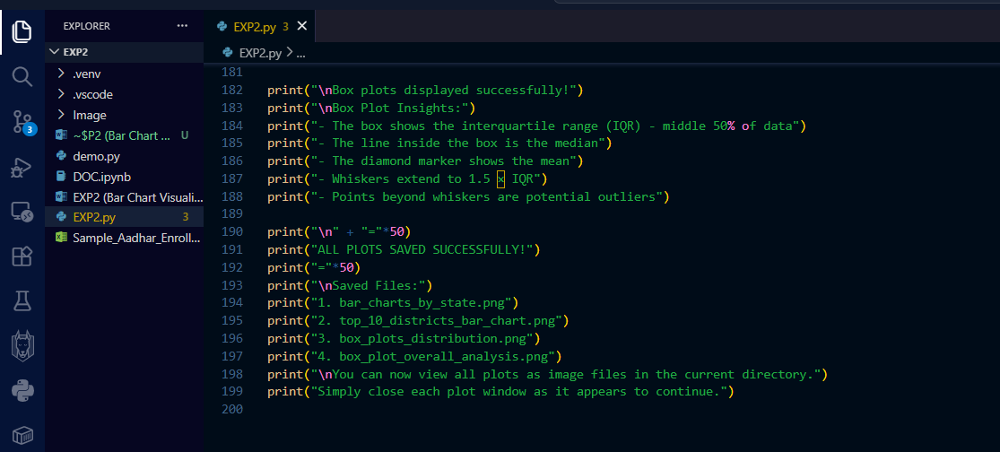 EXPLORER
···
EXP2.py 3
EXP2
EXP2.py > ...
.venv
.vscode
Image
~$P2 (Bar Chart ... U
demo.py
DOC.ipynb
EXP2 (Bar Chart Visuali...
EXP2.py 3
Sample_Aadhar_Enroll...
3
181
182 print("\nBox plots displayed successfully!")
183 print("\nBox Plot Insights:")
184 print("- The box shows the interquartile range (IQR) - middle 50% of data")
185 print("- The line inside the box is the median")
186 print("- The diamond marker shows the mean")
187 print("- Whiskers extend to 1.5 × IQR")
188 print("- Points beyond whiskers are potential outliers")
189
190 print("\n" + "="*50)
191 print("ALL PLOTS SAVED SUCCESSFULLY!")
192 print("="*50)
193 print("\nSaved Files:")
194 print("1. bar_charts_by_state.png")
195 print("2. top_10_districts_bar_chart.png")
196 print("3. box_plots_distribution.png")
197 print("4. box_plot_overall_analysis.png")
198 print("\nYou can now view all plots as image files in the current directory.")
199 print("Simply close each plot window as it appears to continue.")
200